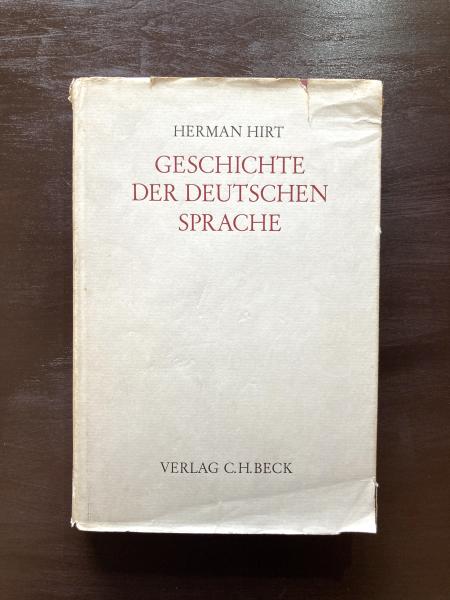 HERMAN HIRT
GESCHICHTE
DER DEUTSCHEN
SPRACHE
VERLAG C.H.BECK